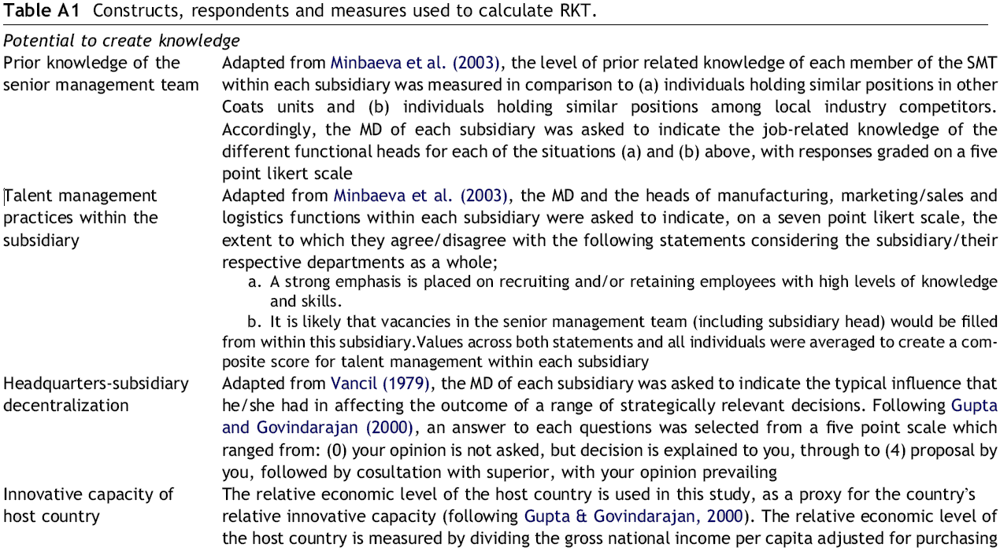 Table A1 Constructs, respondents and measures used to calculate RKT.
Potential to create knowledge
Prior knowledge of the senior management team
Adapted from Minbaeva et al. (2003), the level of prior related knowledge of each member of the SMT
within each subsidiary was measured in comparison to (a) individuals holding similar positions in other
Coats units and (b) individuals holding similar positions among local industry competitors.
Accordingly, the MD of each subsidiary was asked to indicate the job-related knowledge of the
different functional heads for each of the situations (a) and (b) above, with responses graded on a five
point likert scale
Talent management
practices within the
subsidiary
Adapted from Minbaeva et al. (2003), the MD and the heads of manufacturing, marketing/sales and
logistics functions within each subsidiary were asked to indicate, on a seven point likert scale, the
extent to which they agree/disagree with the following statements considering the subsidiary/their
respective departments as a whole;
a. A strong emphasis is placed on recruiting and/or retaining employees with high levels of knowledge
and skills.
b. It is likely that vacancies in the senior management team (including subsidiary head) would be filled
from within this subsidiary.Values across both statements and all individuals were averaged to create a com-
posite score for talent management within each subsidiary
Headquarters-subsidiary
decentralization
Adapted from Vancil (1979), the MD of each subsidiary was asked to indicate the typical influence that
he/she had in affecting the outcome of a range of strategically relevant decisions. Following Gupta
and Govindarajan (2000), an answer to each questions was selected from a five point scale which
ranged from: (0) your opinion is not asked, but decision is explained to you, through to (4) proposal by
you, followed by cosultation with superior, with your opinion prevailing
Innovative capacity of
host country
The relative economic level of the host country is used in this study, as a proxy for the country's
relative innovative capacity (following Gupta & Govindarajan, 2000). The relative economic level of
the host country is measured by dividing the gross national income per capita adjusted for purchasing